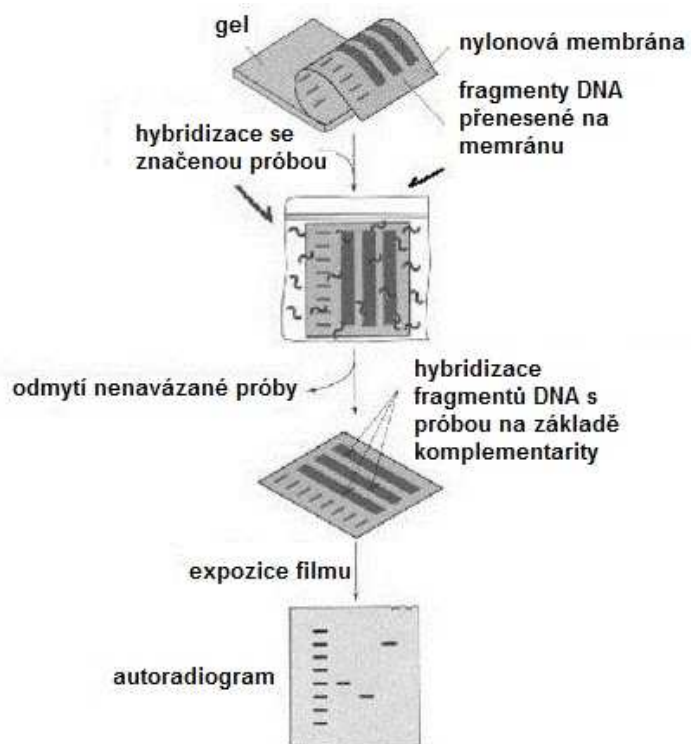 gel
nylonová membrána
fragmenty DNA
přenesené na
memránu
hybridizace se
značenou próbou
odmytí nenavázané próby
hybridizace
fragmentů DNA s
próbou na základě
komplementarity
expozice filmu
autoradiogram